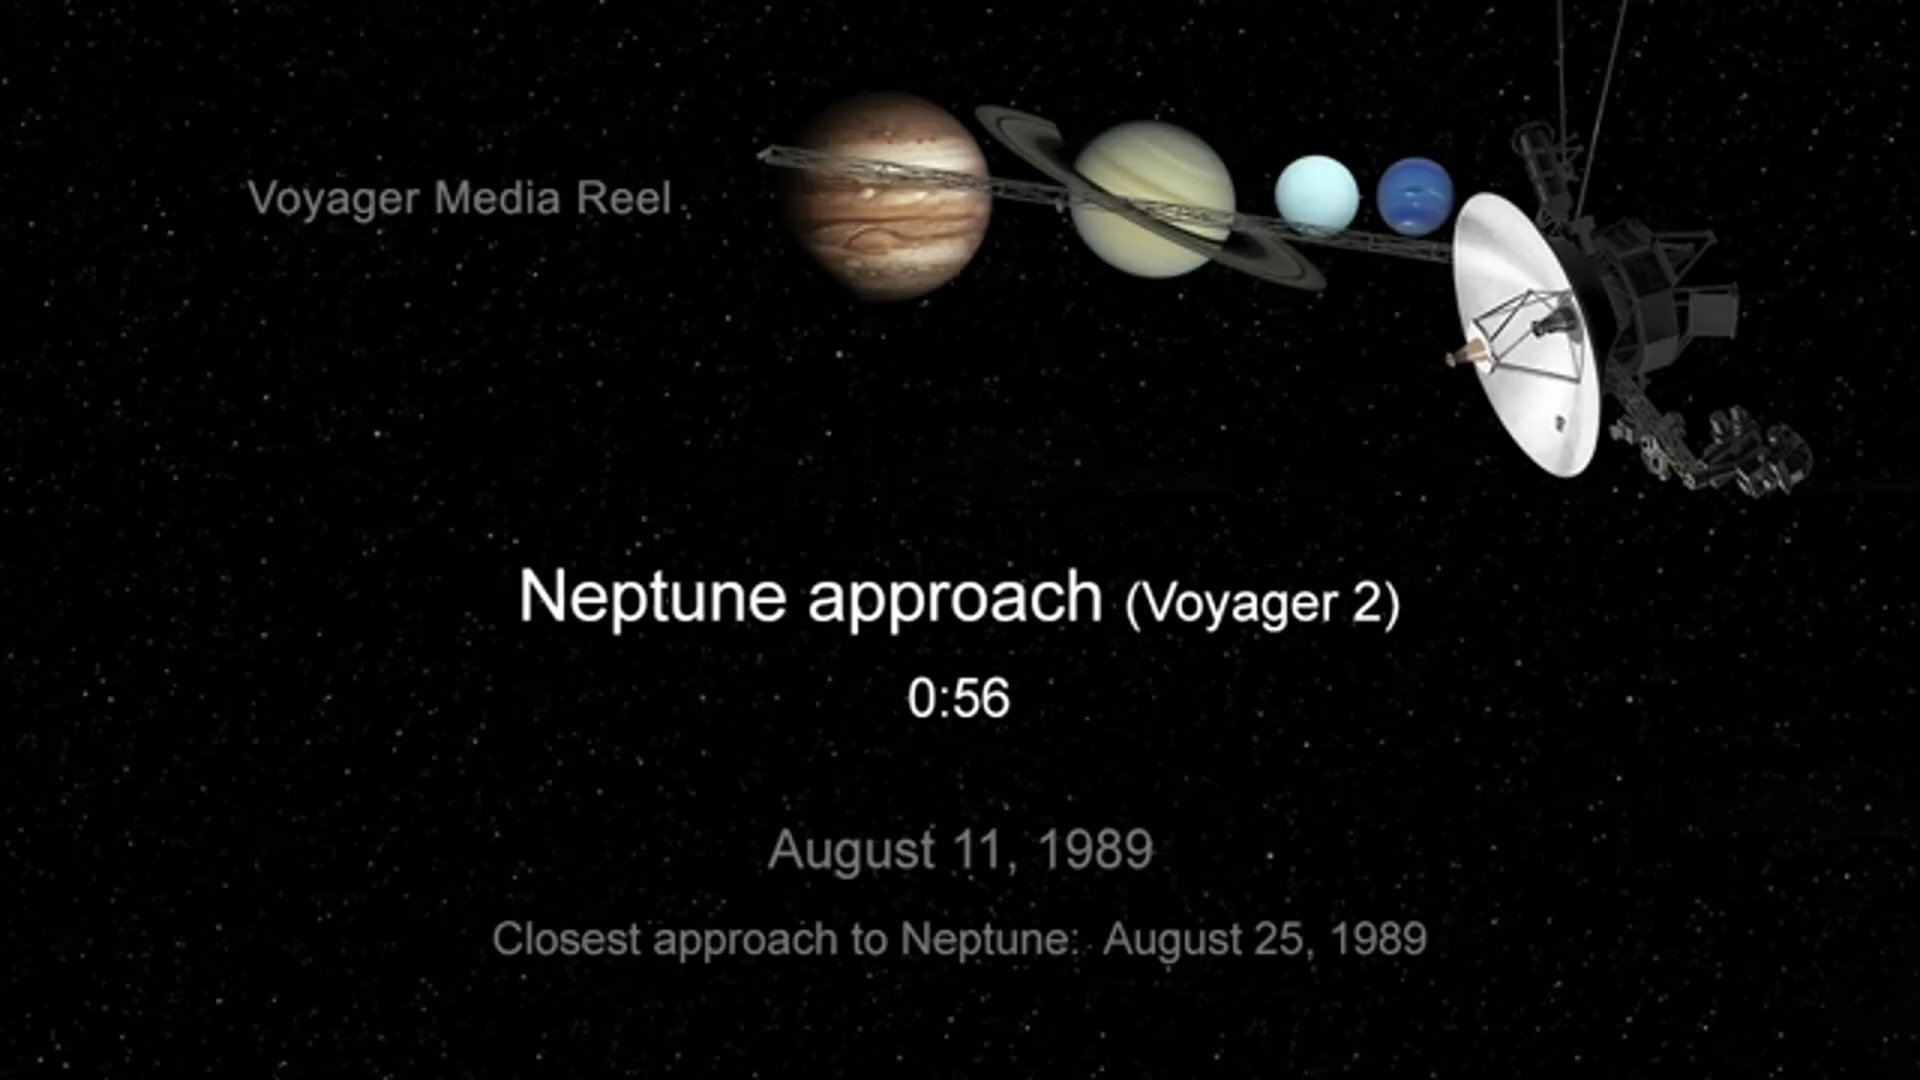 Voyager Media Reel
Neptune approach (Voyager 2)
0:56
August 11, 1989
Closest approach to Neptune: August 25, 1989